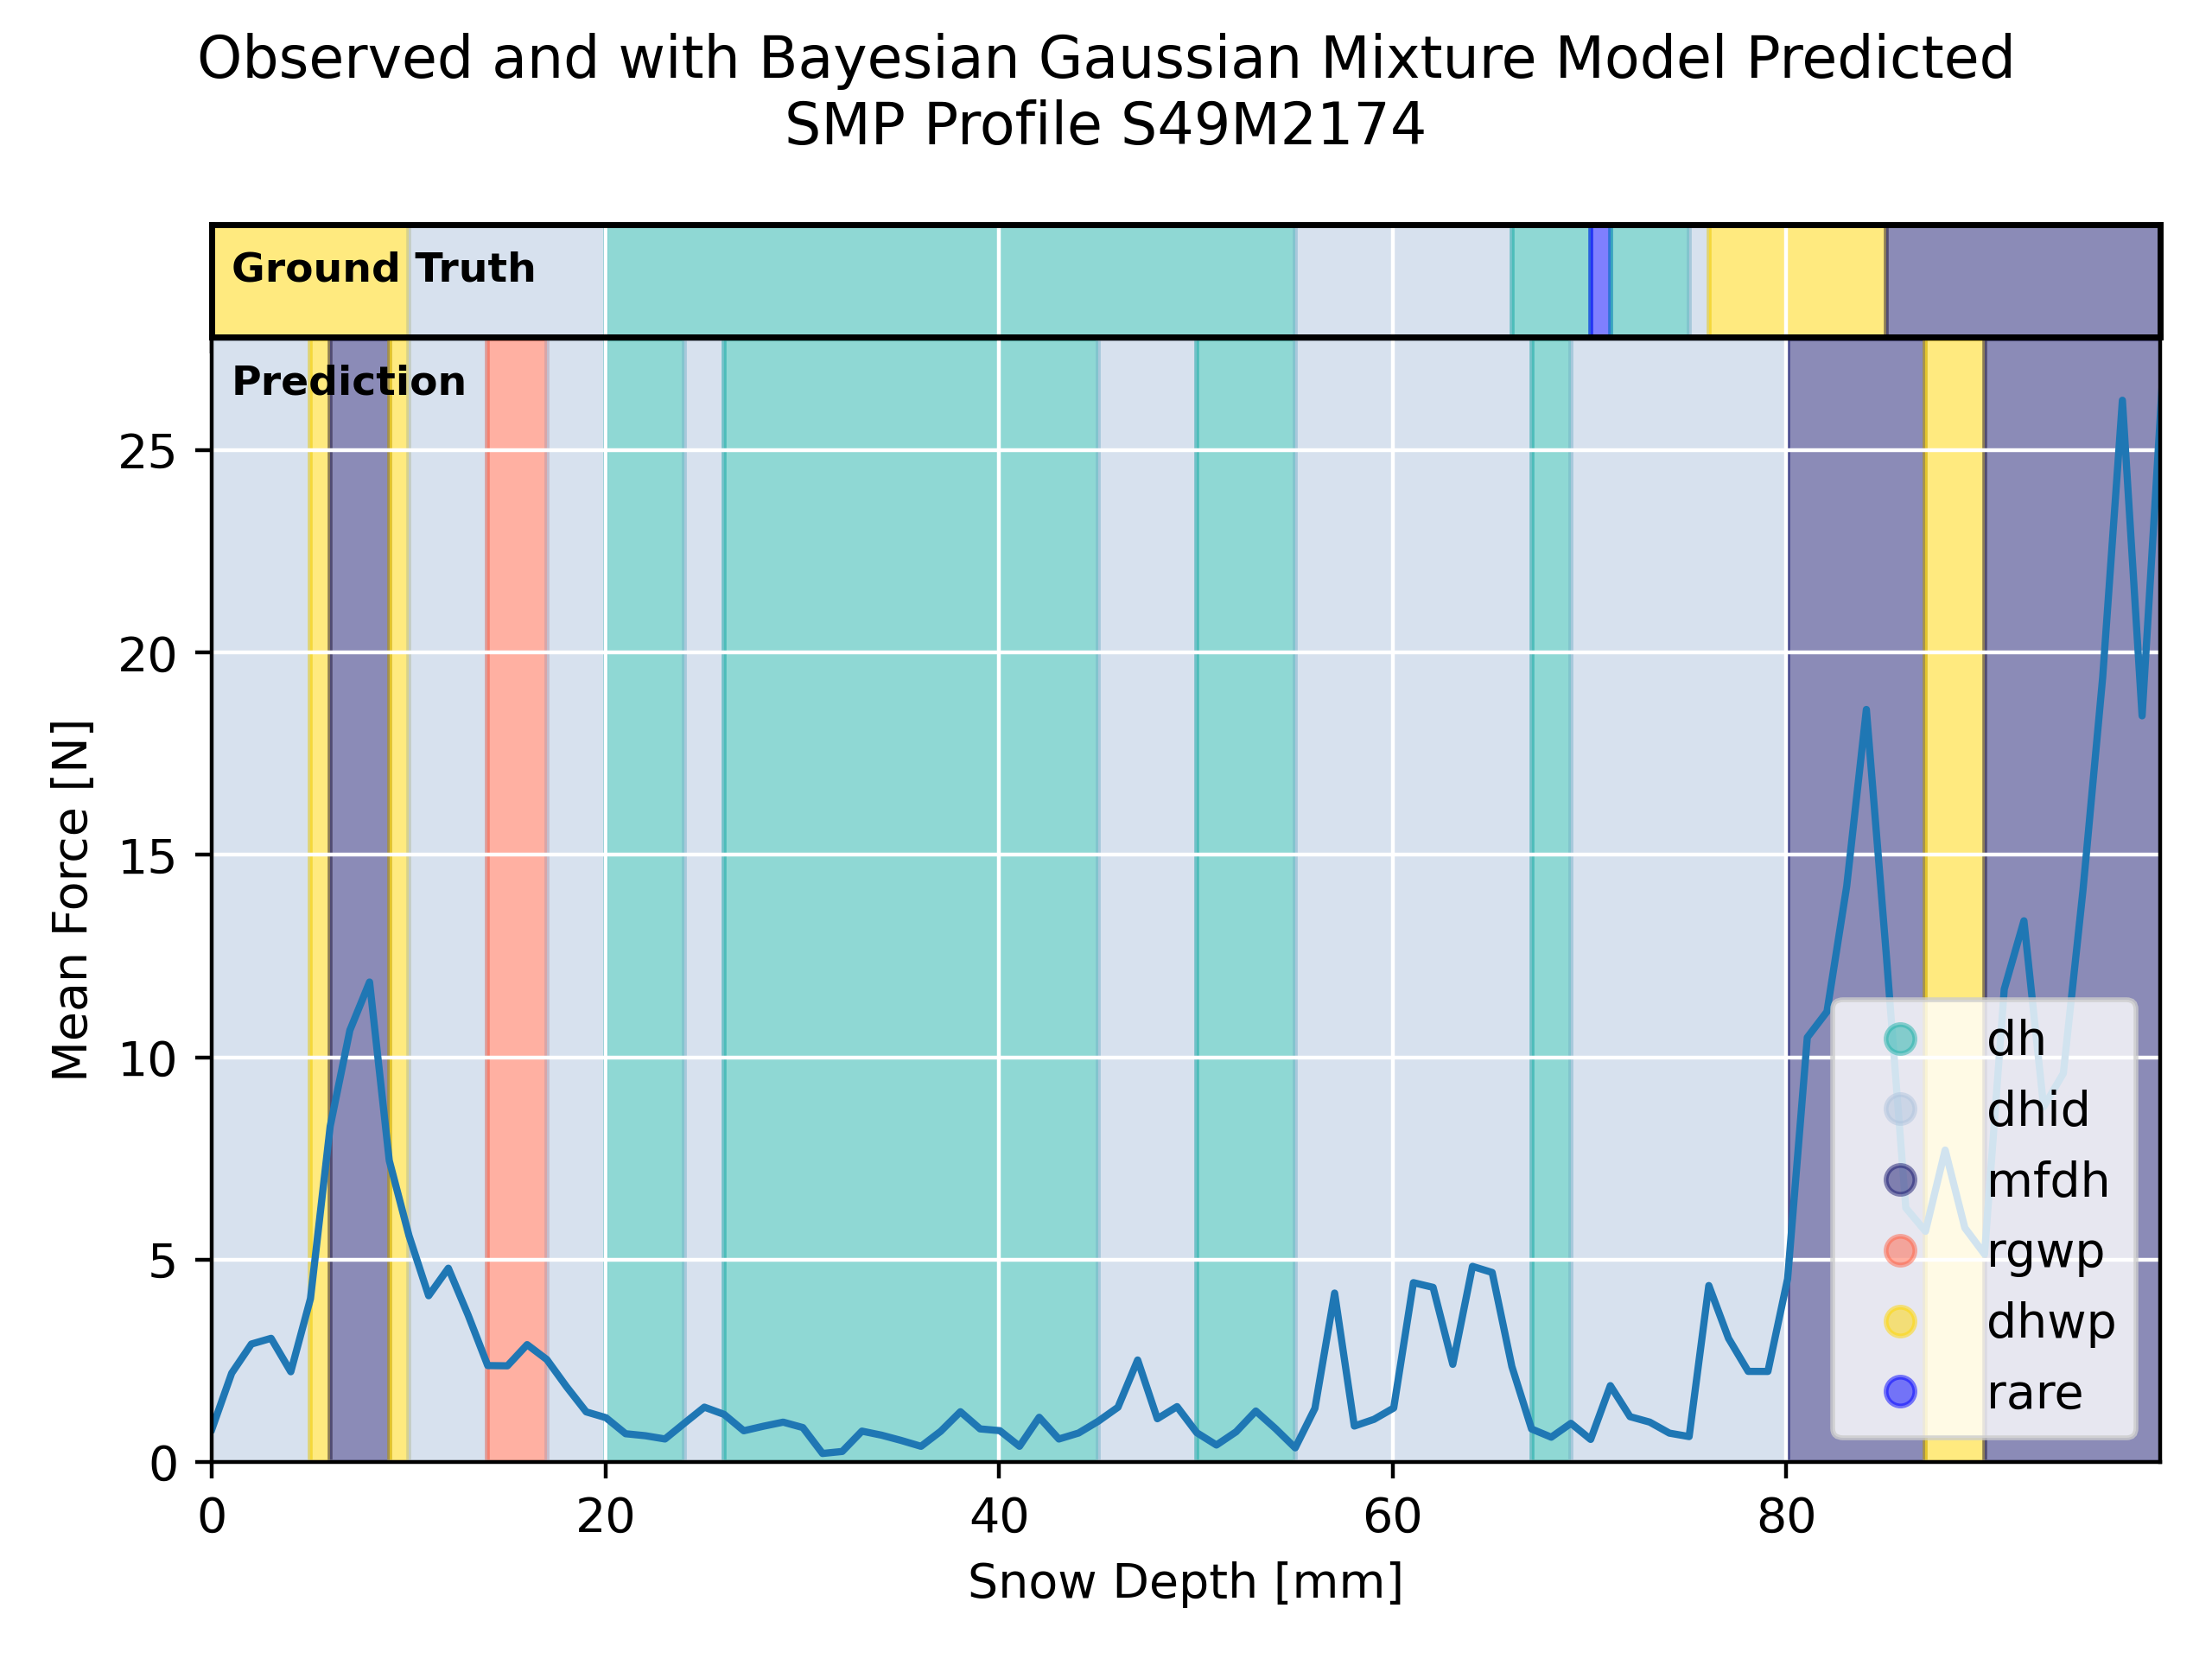 Observed and with Bayesian Gaussian Mixture Model Predicted
SMP Profile S49M2174
Ground Truth
Prediction
25
20
15
10
5
0
Mean Force [N]
dh
dhid
mfdh
rgwp
dhwp
rare
0 20 40 60 80
Snow Depth [mm]